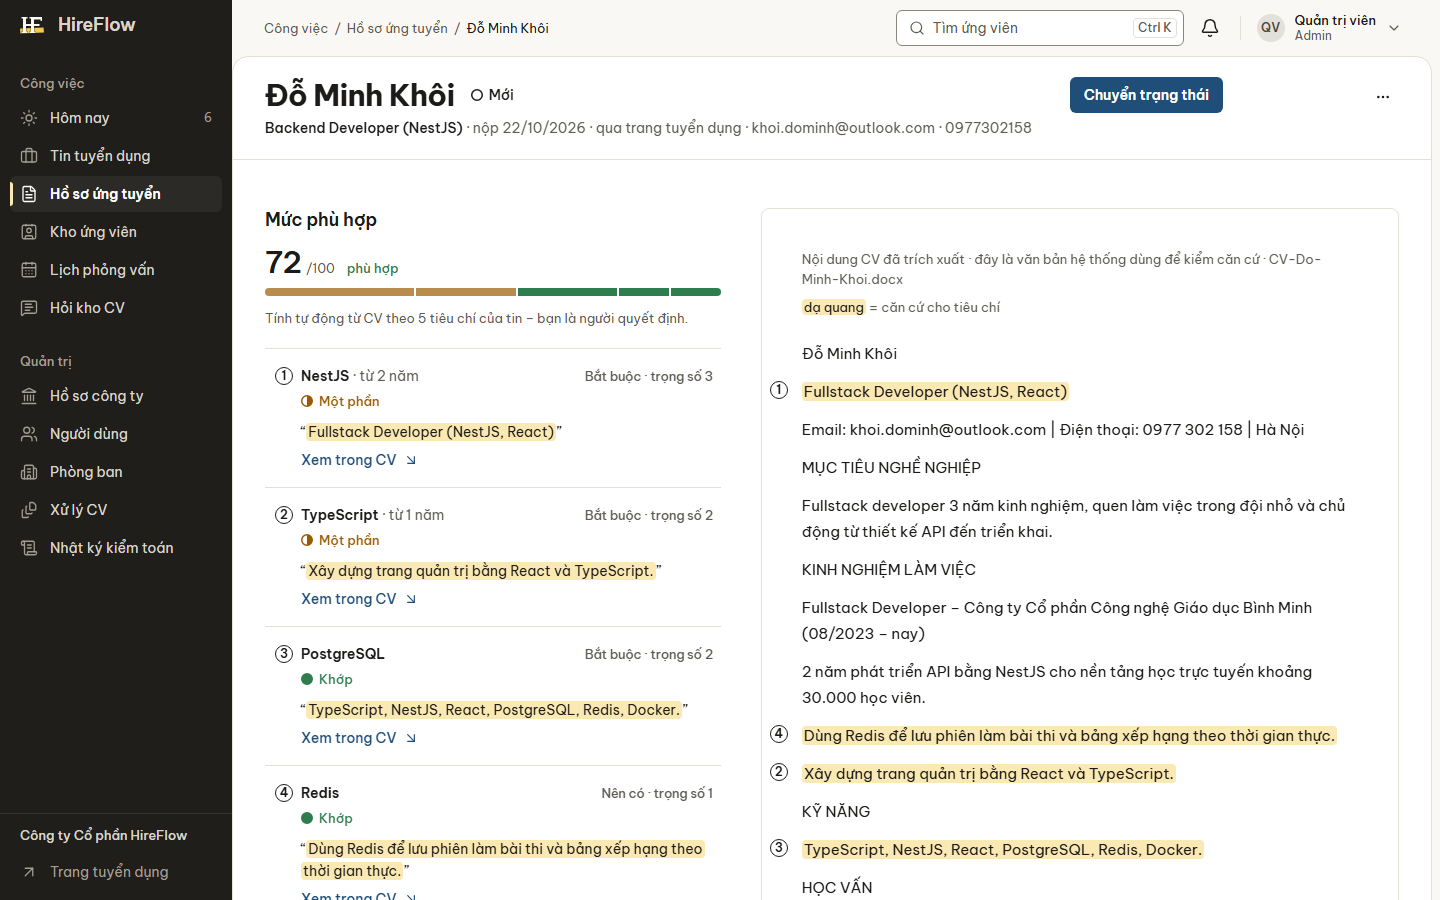 HireFlow
Công việc
Hôm nay 6
Tin tuyển dụng
Hồ sơ ứng tuyển
Kho ứng viên
Lịch phỏng vấn
Hỏi kho CV
Quản trị
Hồ sơ công ty
Người dùng
Phòng ban
Xử lý CV
Nhật ký kiểm toán
Công ty Cổ phần HireFlow
Trang tuyển dụng
Công việc / Hồ sơ ứng tuyển / Đỗ Minh Khôi
Tìm ứng viên Ctrl K
QV Quản trị viên
Admin
Đỗ Minh Khôi Mới
Chuyển trạng thái
...
Backend Developer (NestJS) · nộp 22/10/2026 · qua trang tuyển dụng · khoi.dominh@outlook.com · 0977302158
Mức phù hợp
72 /100 phù hợp
Tính tự động từ CV theo 5 tiêu chí của tin – bạn là người quyết định.
1 NestJS · từ 2 năm Bắt buộc · trọng số 3
Một phần
“Fullstack Developer (NestJS, React)”
Xem trong CV
2 TypeScript · từ 1 năm Bắt buộc · trọng số 2
Một phần
“Xây dựng trang quản trị bằng React và TypeScript.”
Xem trong CV
3 PostgreSQL Bắt buộc · trọng số 2
Khớp
“TypeScript, NestJS, React, PostgreSQL, Redis, Docker.”
Xem trong CV
4 Redis Nên có · trọng số 1
Khớp
“Dùng Redis để lưu phiên làm bài thi và bảng xếp hạng theo
thời gian thực.”
Xem trong CV
Nội dung CV đã trích xuất · đây là văn bản hệ thống dùng để kiểm căn cứ · CV-Do-
Minh-Khoi.docx
dạ quang = căn cứ cho tiêu chí
Đỗ Minh Khôi
1 Fullstack Developer (NestJS, React)
Email: khoi.dominh@outlook.com | Điện thoại: 0977 302 158 | Hà Nội
MỤC TIÊU NGHỀ NGHIỆP
Fullstack developer 3 năm kinh nghiệm, quen làm việc trong đội nhỏ và chủ
động từ thiết kế API đến triển khai.
KINH NGHIỆM LÀM VIỆC
Fullstack Developer – Công ty Cổ phần Công nghệ Giáo dục Bình Minh
(08/2023 – nay)
2 năm phát triển API bằng NestJS cho nền tảng học trực tuyến khoảng
30.000 học viên.
4 Dùng Redis để lưu phiên làm bài thi và bảng xếp hạng theo thời gian thực.
2 Xây dựng trang quản trị bằng React và TypeScript.
KỸ NĂNG
3 TypeScript, NestJS, React, PostgreSQL, Redis, Docker.
HỌC VẤN